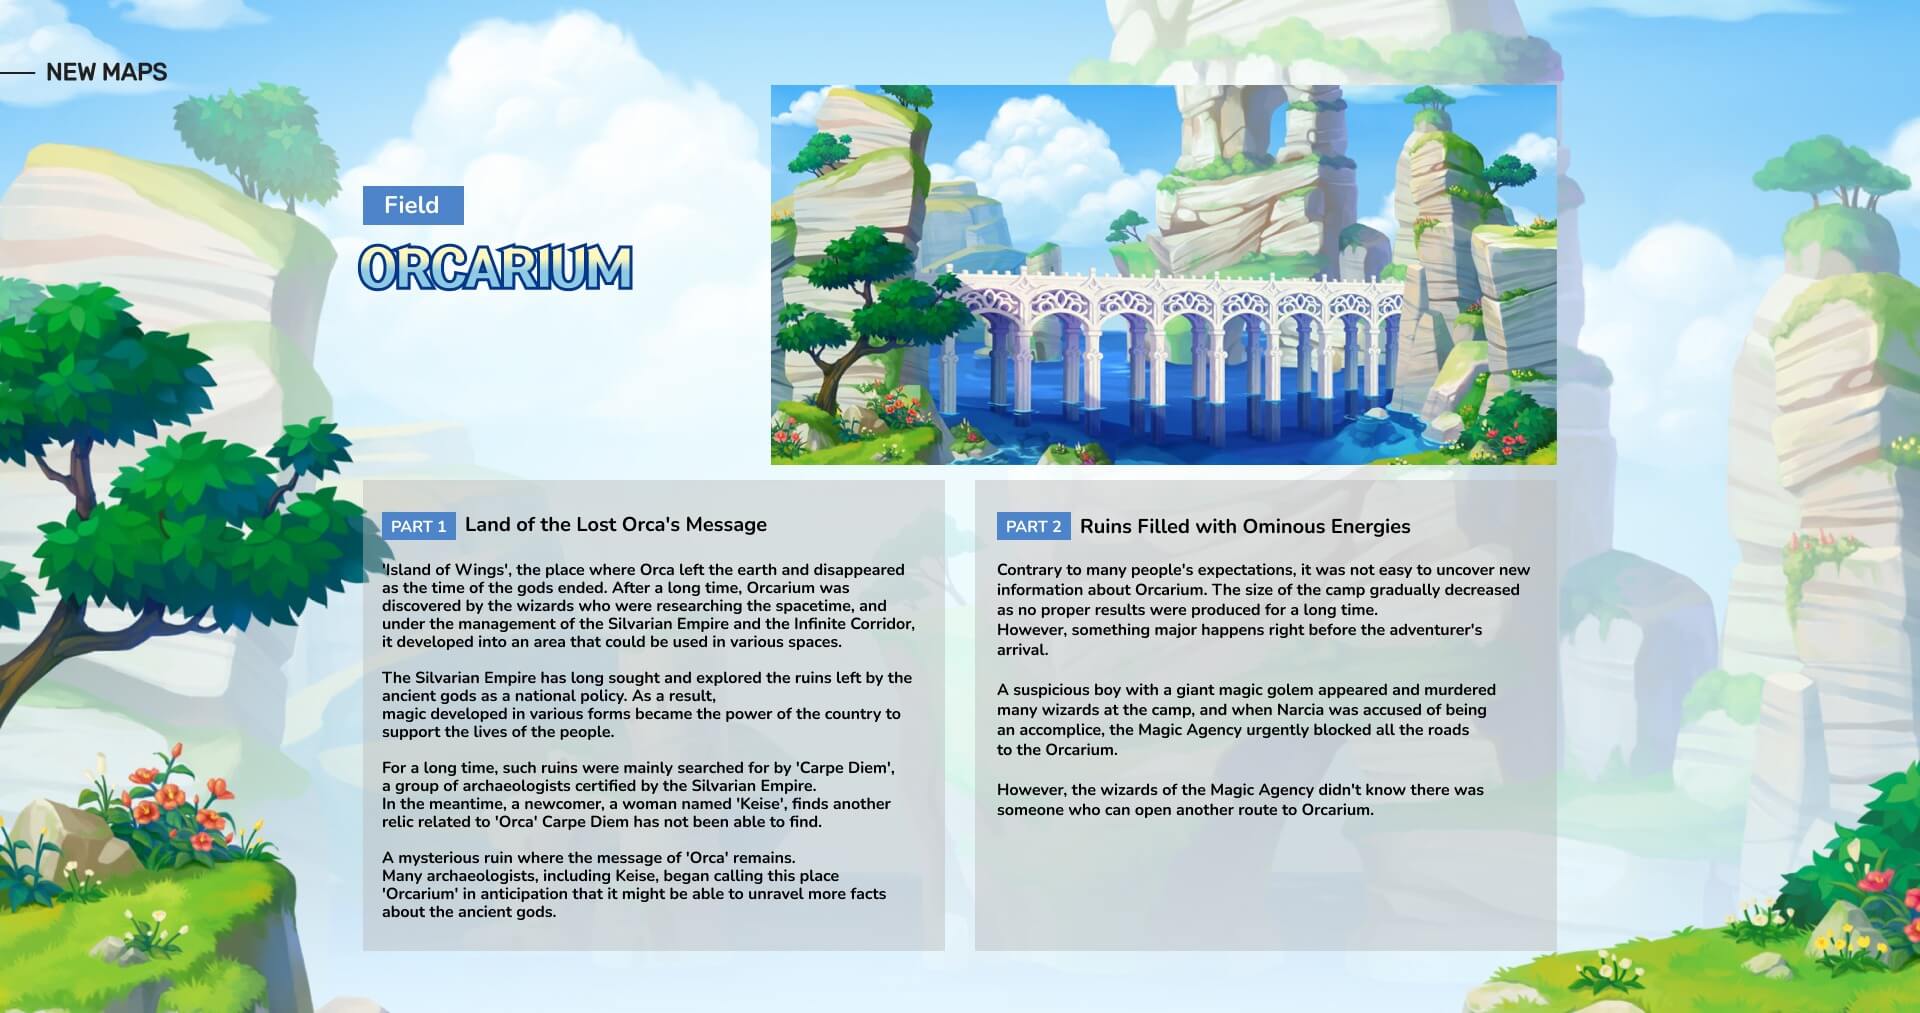 NEW MAPS
Field
ORCARIUM
PART 1 Land of the Lost Orca's Message
'Island of Wings', the place where Orca left the earth and disappeared
as the time of the gods ended. After a long time, Orcarium was
discovered by the wizards who were researching the spacetime, and
under the management of the Silvarian Empire and the Infinite Corridor,
it developed into an area that could be used in various spaces.
The Silvarian Empire has long sought and explored the ruins left by the
ancient gods as a national policy. As a result,
magic developed in various forms became the power of the country to
support the lives of the people.
For a long time, such ruins were mainly searched for by 'Carpe Diem',
a group of archaeologists certified by the Silvarian Empire.
In the meantime, a newcomer, a woman named 'Keise', finds another
relic related to 'Orca' Carpe Diem has not been able to find.
A mysterious ruin where the message of 'Orca' remains.
Many archaeologists, including Keise, began calling this place
'Orcarium' in anticipation that it might be able to unravel more facts
about the ancient gods.
PART 2 Ruins Filled with Ominous Energies
Contrary to many people's expectations, it was not easy to uncover new
information about Orcarium. The size of the camp gradually decreased
as no proper results were produced for a long time.
However, something major happens right before the adventurer's
arrival.
A suspicious boy with a giant magic golem appeared and murdered
many wizards at the camp, and when Narcia was accused of being
an accomplice, the Magic Agency urgently blocked all the roads
to the Orcarium.
However, the wizards of the Magic Agency didn't know there was
someone who can open another route to Orcarium.